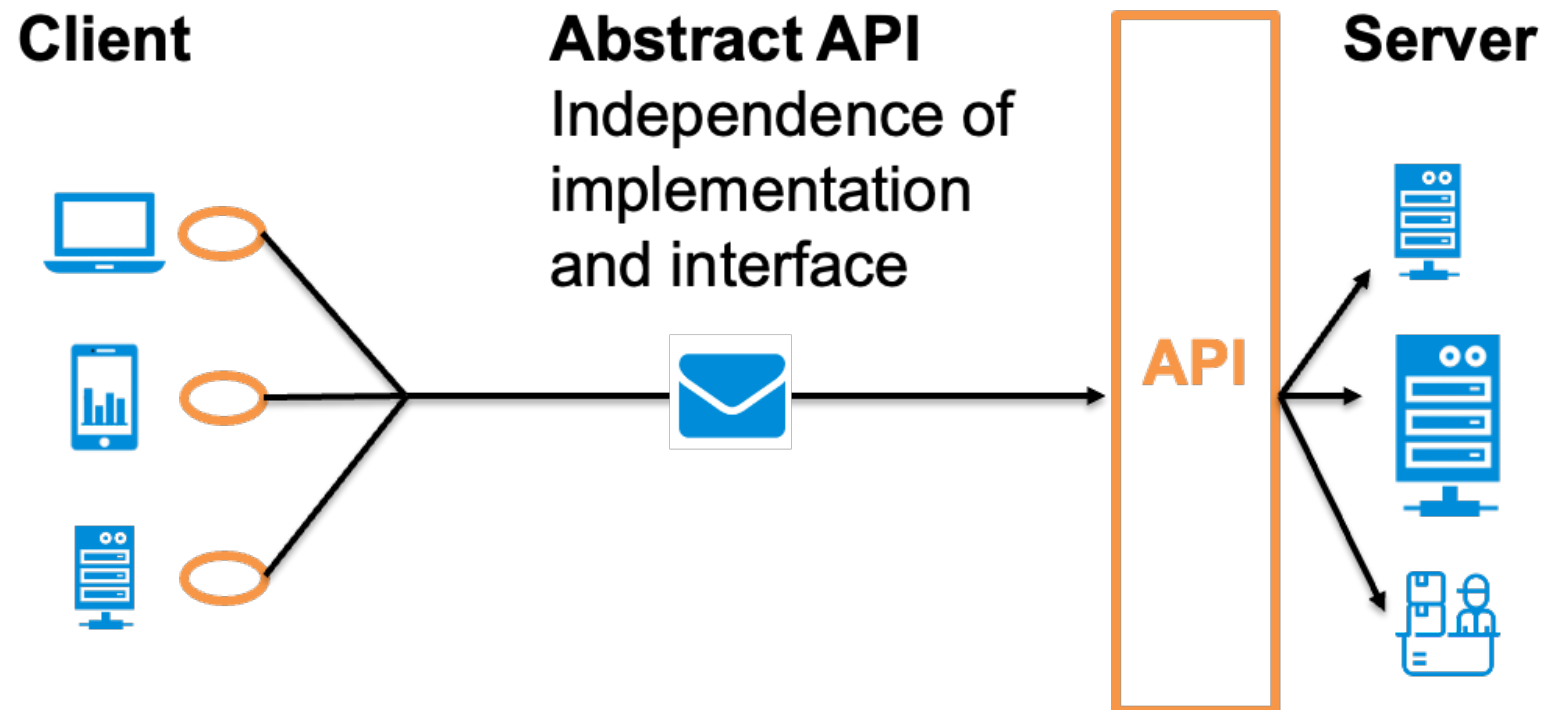 Client
Abstract API
Independence of
implementation
and interface
Server
API